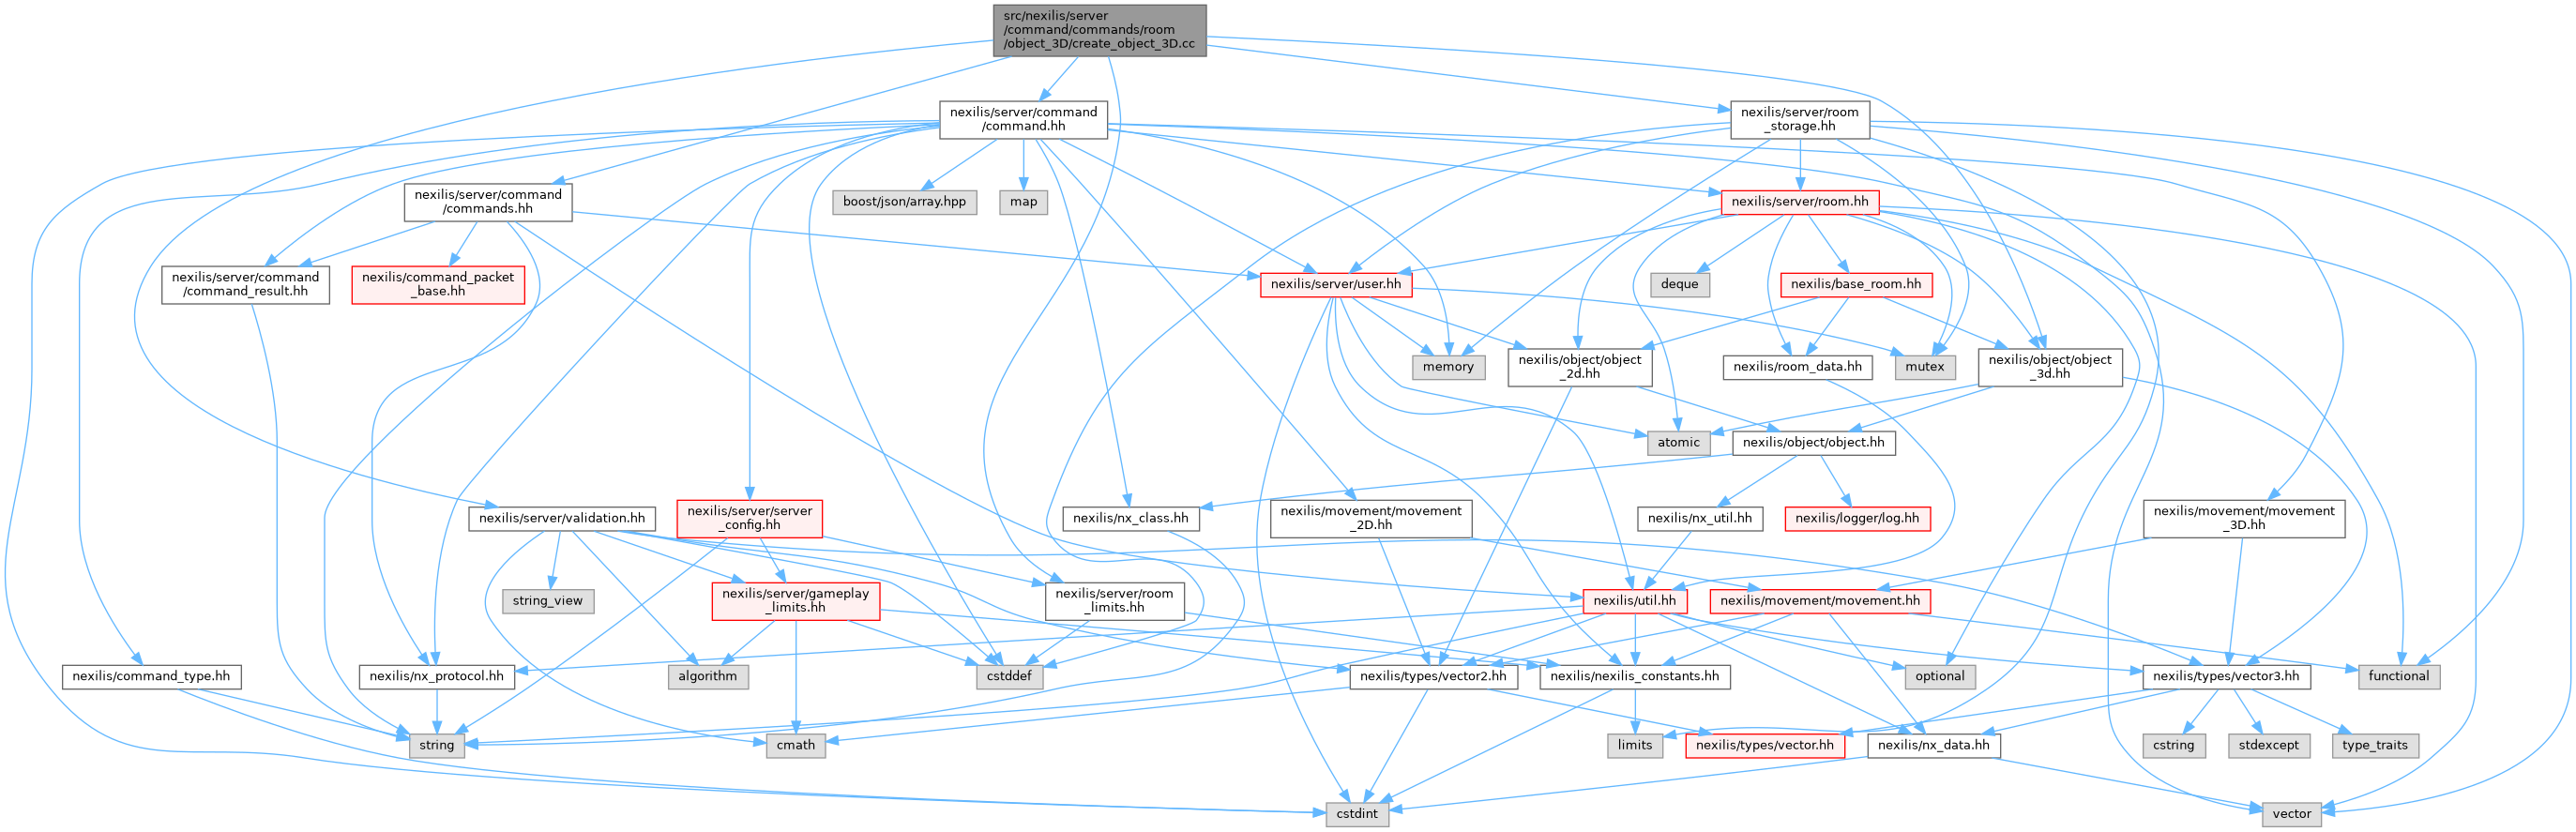 src/nexilis/server
/command/commands/room
/object_3D/create_object_3D.cc
nexilis/server/command
/command.hh
nexilis/server/room
_storage.hh
nexilis/server/command
/commands.hh
boost/json/array.hpp
map
nexilis/server/room.hh
nexilis/server/command
/command_result.hh
nexilis/command_packet
_base.hh
nexilis/server/user.hh
deque
nexilis/base_room.hh
memory
nexilis/object/object
_2d.hh
nexilis/room_data.hh
mutex
nexilis/object/object
_3d.hh
atomic
nexilis/object/object.hh
nexilis/server/validation.hh
nexilis/server/server
_config.hh
nexilis/nx_class.hh
nexilis/movement/movement
_2D.hh
nexilis/nx_util.hh
nexilis/logger/log.hh
nexilis/movement/movement
_3D.hh
string_view
nexilis/server/gameplay
_limits.hh
nexilis/server/room
_limits.hh
nexilis/util.hh
nexilis/movement/movement.hh
nexilis/command_type.hh
nexilis/nx_protocol.hh
algorithm
cstddef
nexilis/types/vector2.hh
nexilis/nexilis_constants.hh
optional
nexilis/types/vector3.hh
functional
string
cmath
limits
nexilis/types/vector.hh
nexilis/nx_data.hh
cstring
stdexcept
type_traits
cstdint
vector